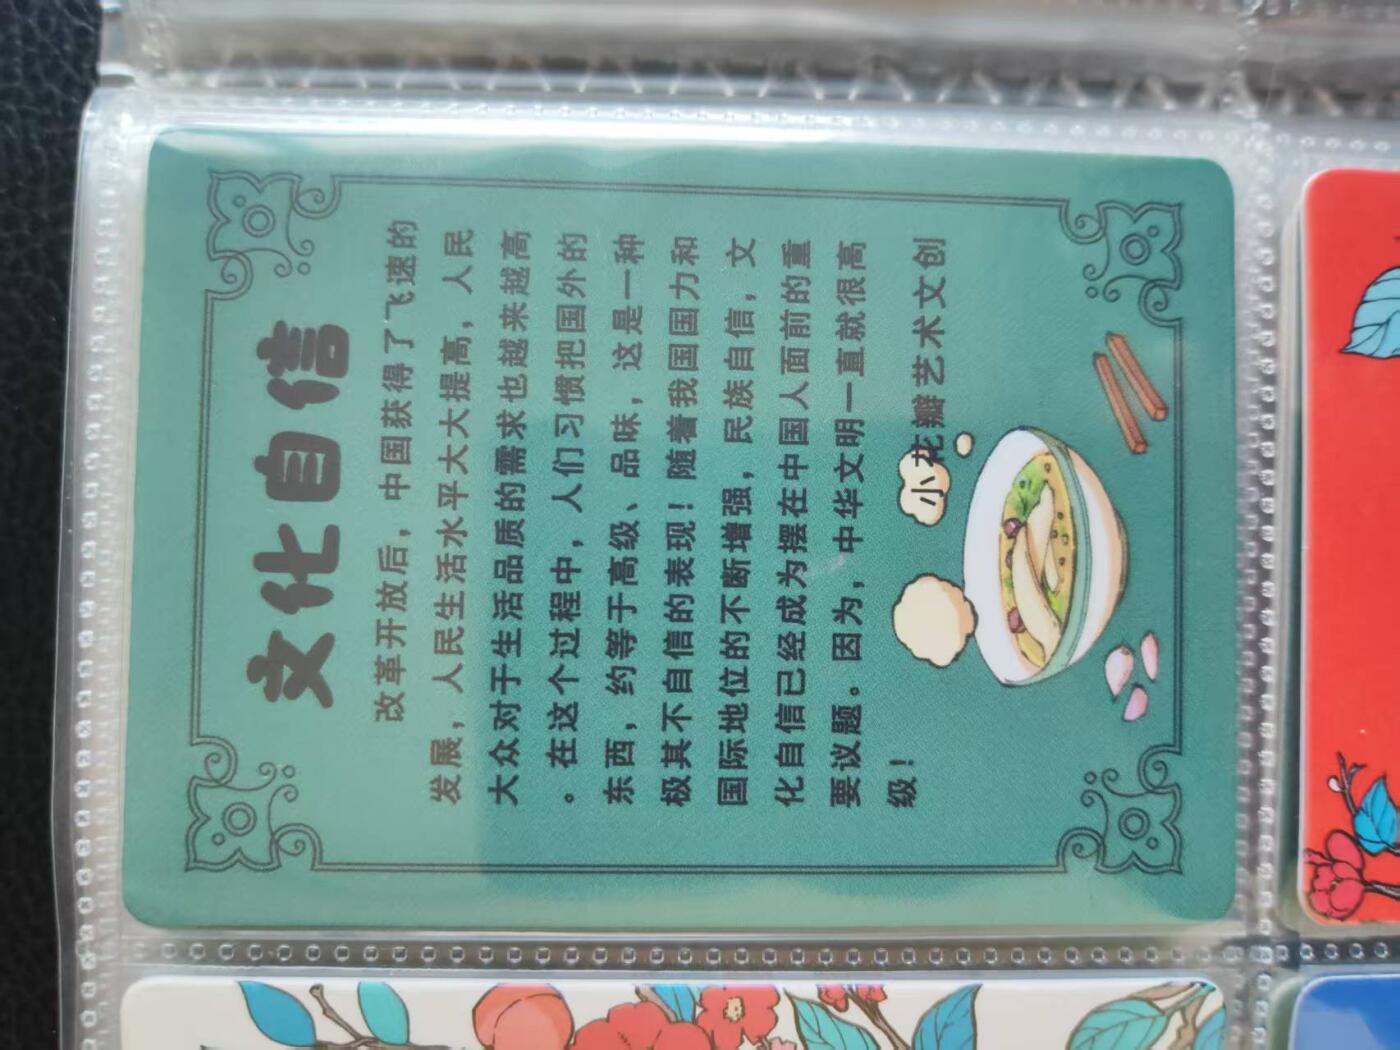 文化自信
改革开放后，中国获得了飞速的
发展，人民生活水平大大提高，人民
大众对于生活品质的需求也越来越高
。在这个过程中，人们习惯把国外的
东西，约等于高级、品味，这是一种
极其不自信的表现！随着我国国力和
国际地位的不断增强，民族自信，文
化自信已经成为摆在中国人面前的重
要议题。因为，中华文明一直就很高
级！
小花瓣艺术文创